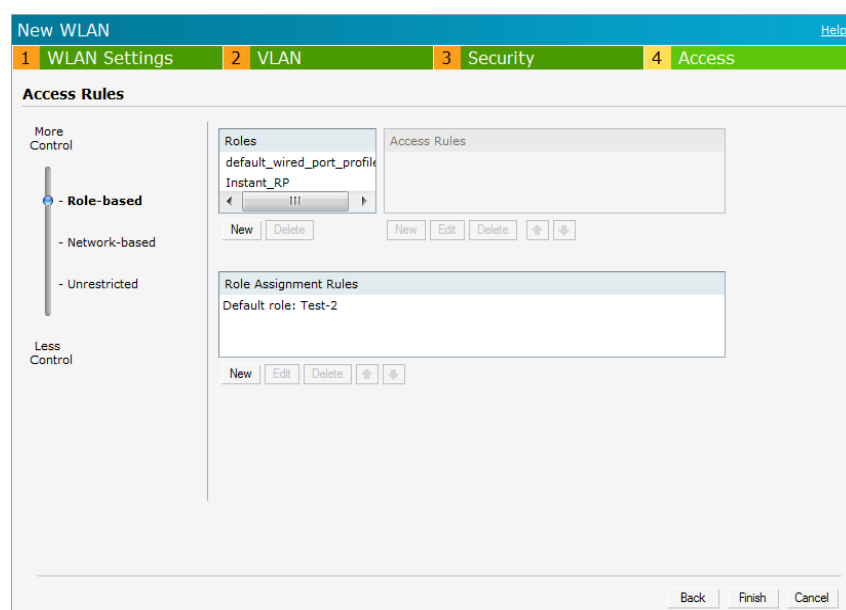 New WLAN Help
1 WLAN Settings 2 VLAN 3 Security 4 Access
Access Rules
More
Control
- Role-based
- Network-based
- Unrestricted
Less
Control
Roles
default_wired_port_profile
Instant_RP
New Delete
Access Rules
New Edit Delete
Role Assignment Rules
Default role: Test-2
New Edit Delete
Back Finish Cancel